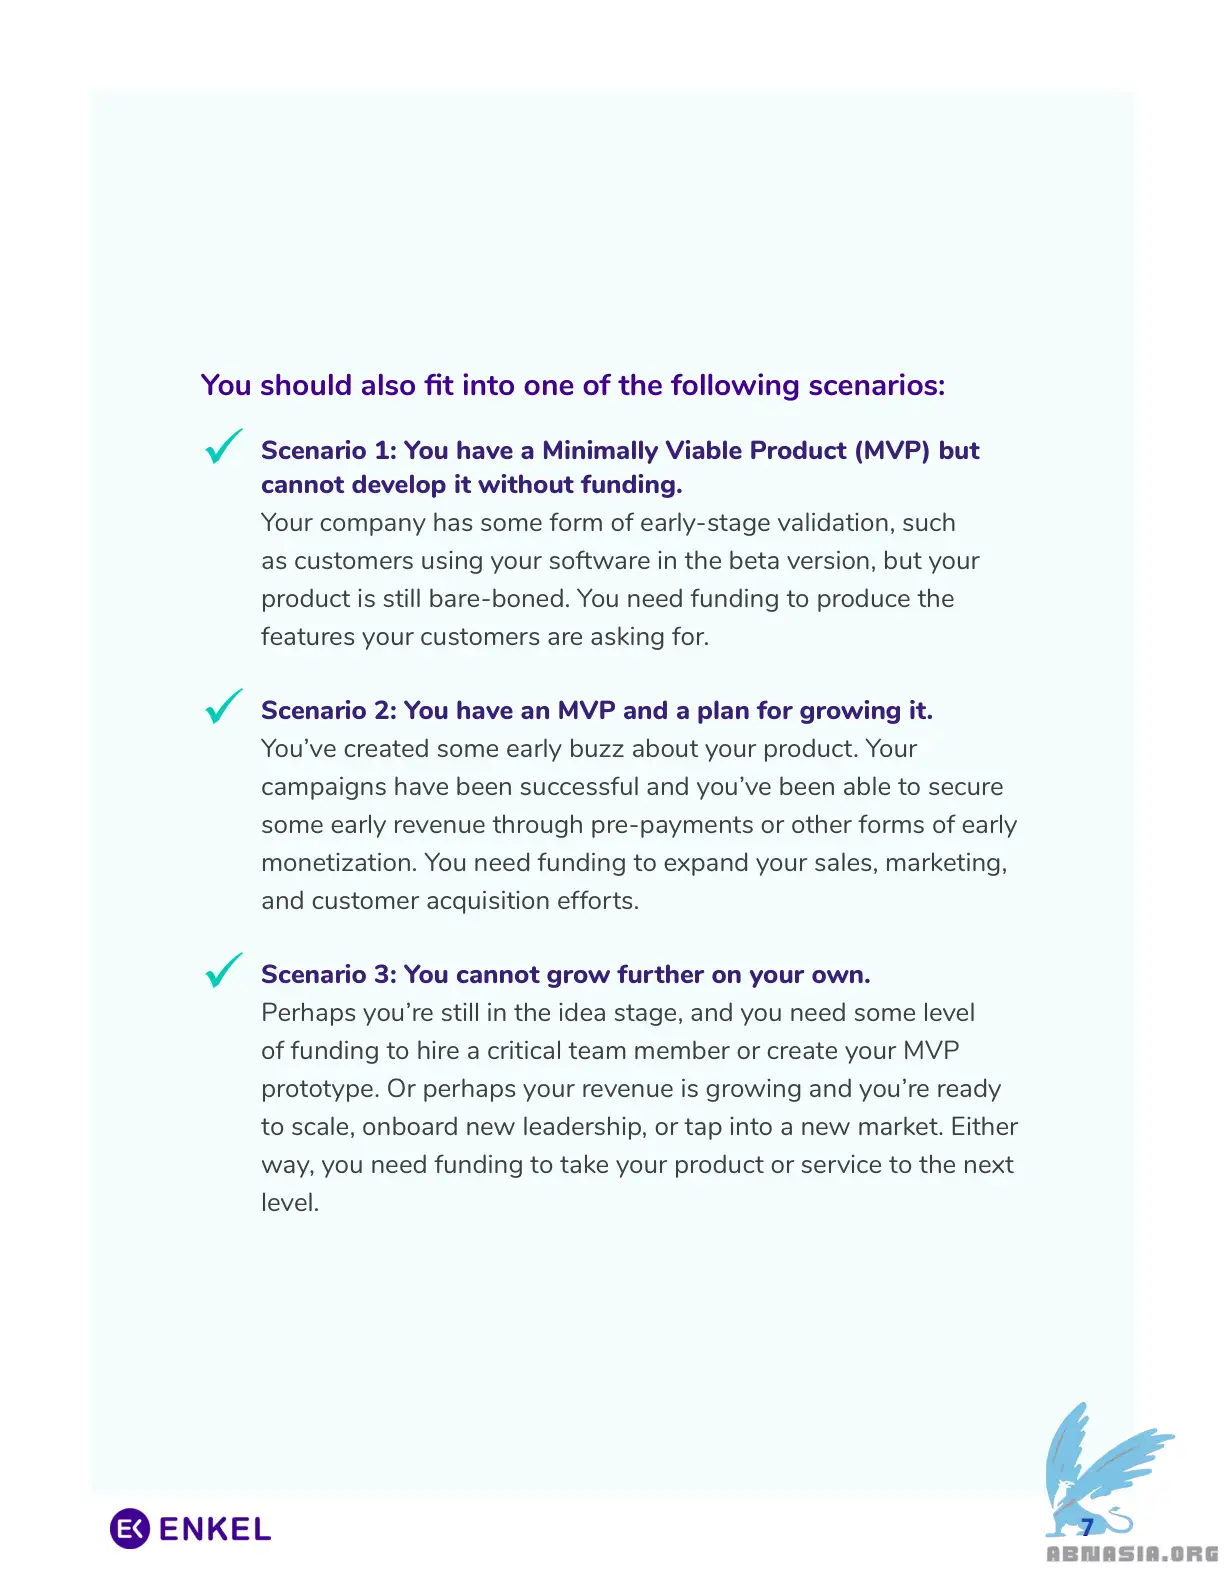 You should also fit into one of the following scenarios:
Scenario 1: You have a Minimally Viable Product (MVP) but
cannot develop it without funding.
Your company has some form of early-stage validation, such
as customers using your software in the beta version, but your
product is still bare-boned. You need funding to produce the
features your customers are asking for.
Scenario 2: You have an MVP and a plan for growing it.
You’ve created some early buzz about your product. Your
campaigns have been successful and you’ve been able to secure
some early revenue through pre-payments or other forms of early
monetization. You need funding to expand your sales, marketing,
and customer acquisition efforts.
Scenario 3: You cannot grow further on your own.
Perhaps you’re still in the idea stage, and you need some level
of funding to hire a critical team member or create your MVP
prototype. Or perhaps your revenue is growing and you’re ready
to scale, onboard new leadership, or tap into a new market. Either
way, you need funding to take your product or service to the next
level.
EK ENKEL
7
ABNASIA.ORG